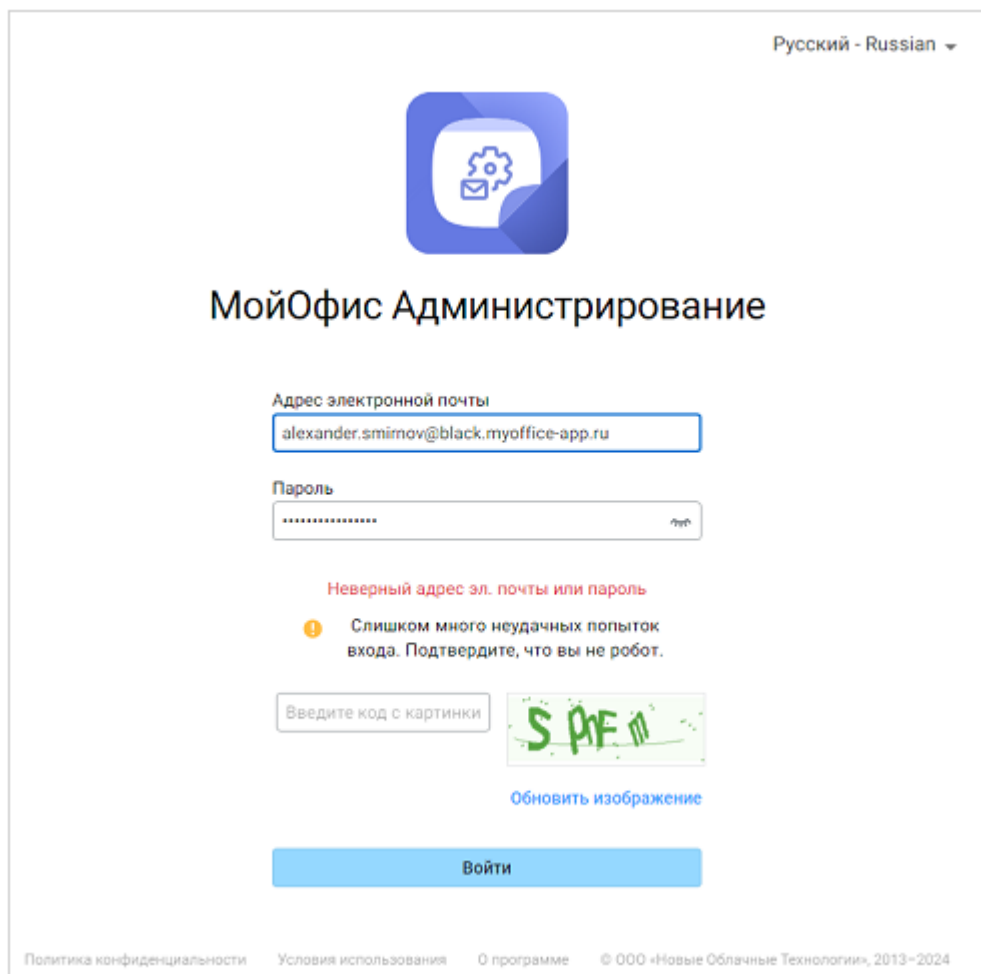 Русский - Russian
МойОфис Администрирование
Адрес электронной почты
alexander.smirnov@black.myoffice-app.ru
Пароль
Неверный адрес эл. почты или пароль
Слишком много неудачных попыток
входа. Подтвердите, что вы не робот.
Введите код с картинки
Обновить изображение
Войти
Политика конфиденциальности Условия использования О программе © ООО «Новые Облачные Технологии», 2013–2024